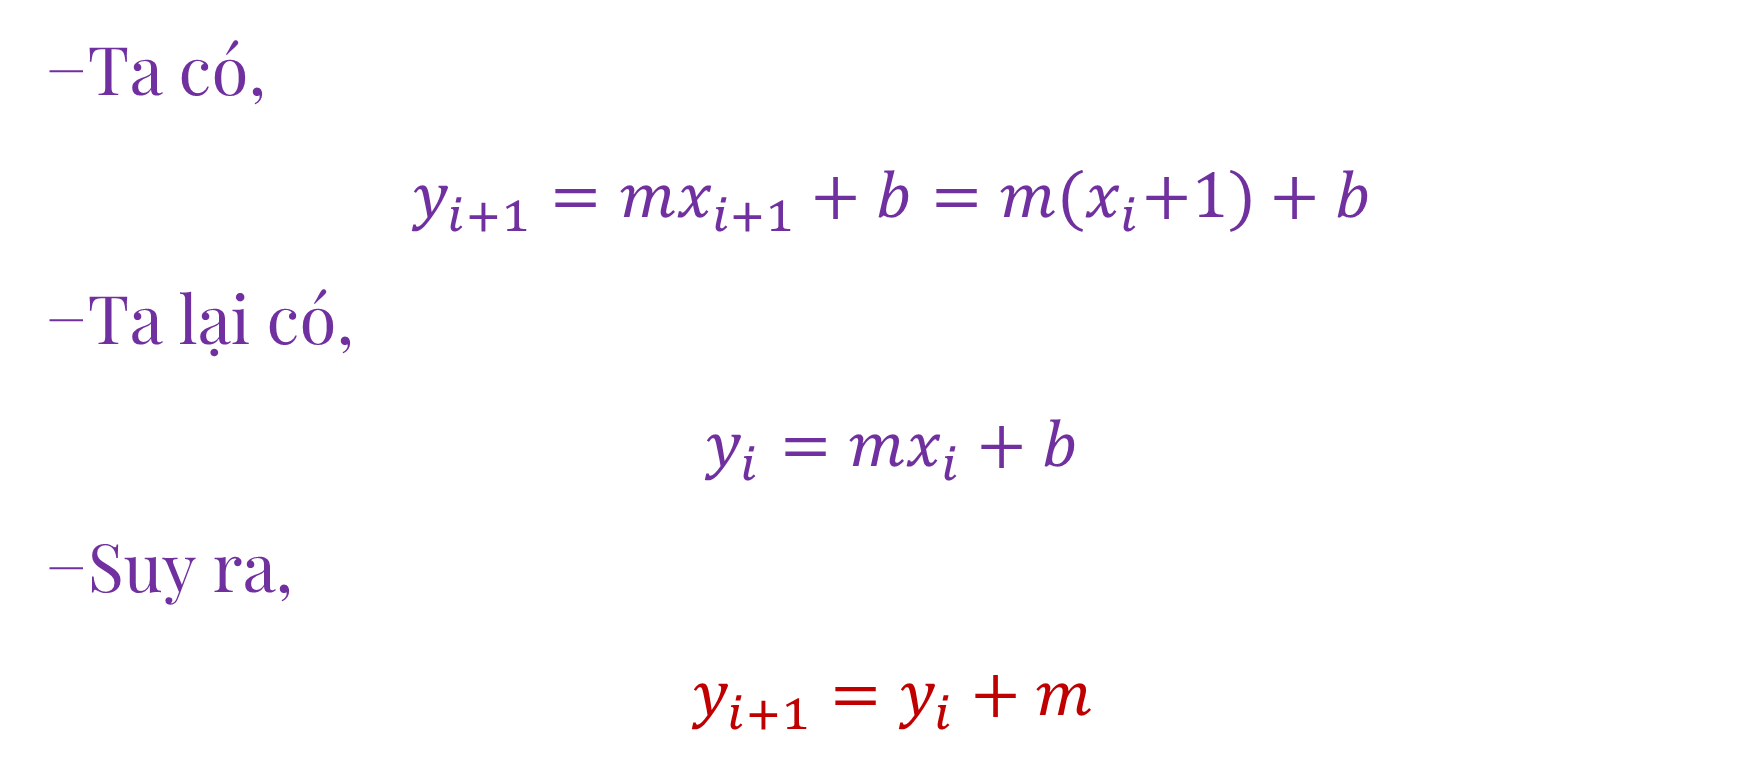 –Ta có,
$y_{i+1} = mx_{i+1} + b = m(x_i+1) + b$
–Ta lại có,
$y_i = mx_i + b$
–Suy ra,
$y_{i+1} = y_i + m$